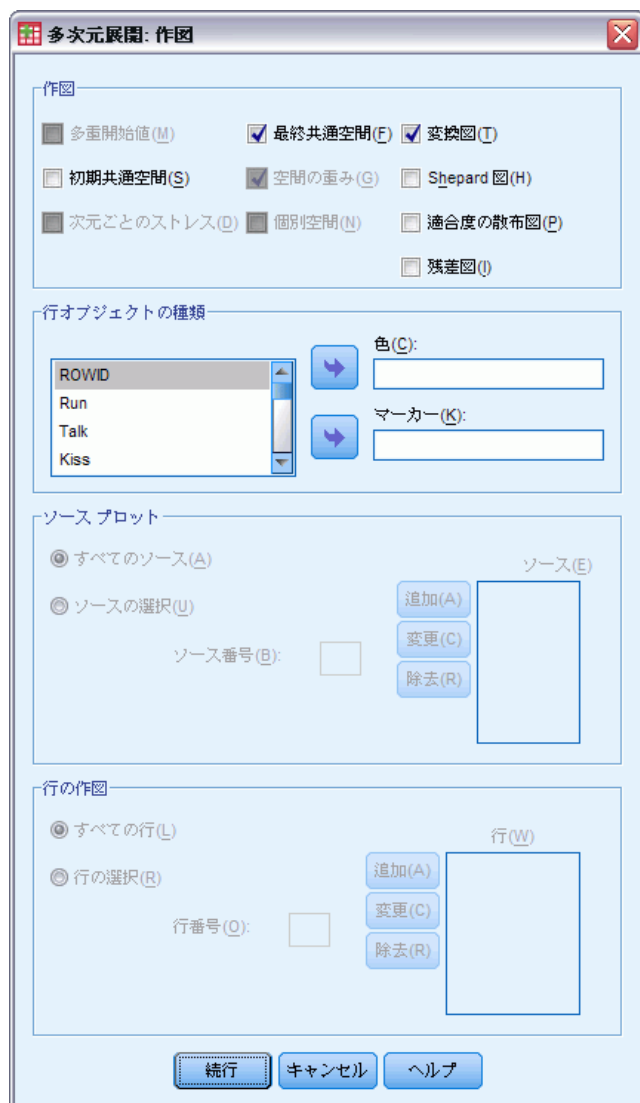 多次元展開: 作図
作図
多重開始値(M)
最終共通空間(F)
変換図(T)
初期共通空間(S)
空間の重み(G)
Shepard 図(H)
次元ごとのストレス(D)
個別空間(N)
適合度の散布図(P)
残差図(I)
行オブジェクトの種類
ROWID
Run
Talk
Kiss
色(C):
マーカー(K):
ソース プロット
すべてのソース(A)
ソースの選択(U)
ソース番号(B):
ソース(E)
追加(A)
変更(C)
除去(R)
行の作図
すべての行(L)
行の選択(R)
行番号(O):
行(W)
追加(A)
変更(C)
除去(R)
続行
キャンセル
ヘルプ